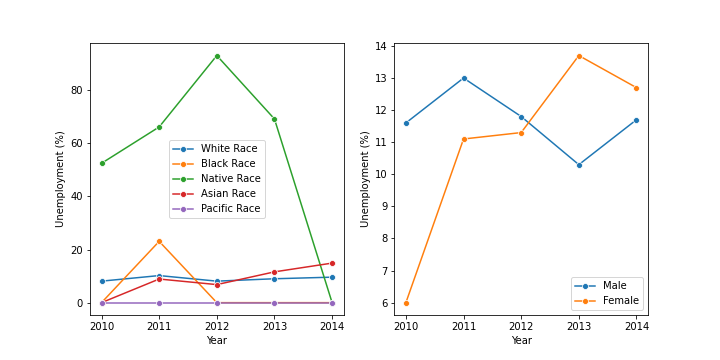 Unemployment (%)
80
60
40
20
0
White Race
Black Race
Native Race
Asian Race
Pacific Race
2010 2011 2012 2013 2014
Year
Unemployment (%)
14
13
12
11
10
9
8
7
6
Male
Female
2010 2011 2012 2013 2014
Year